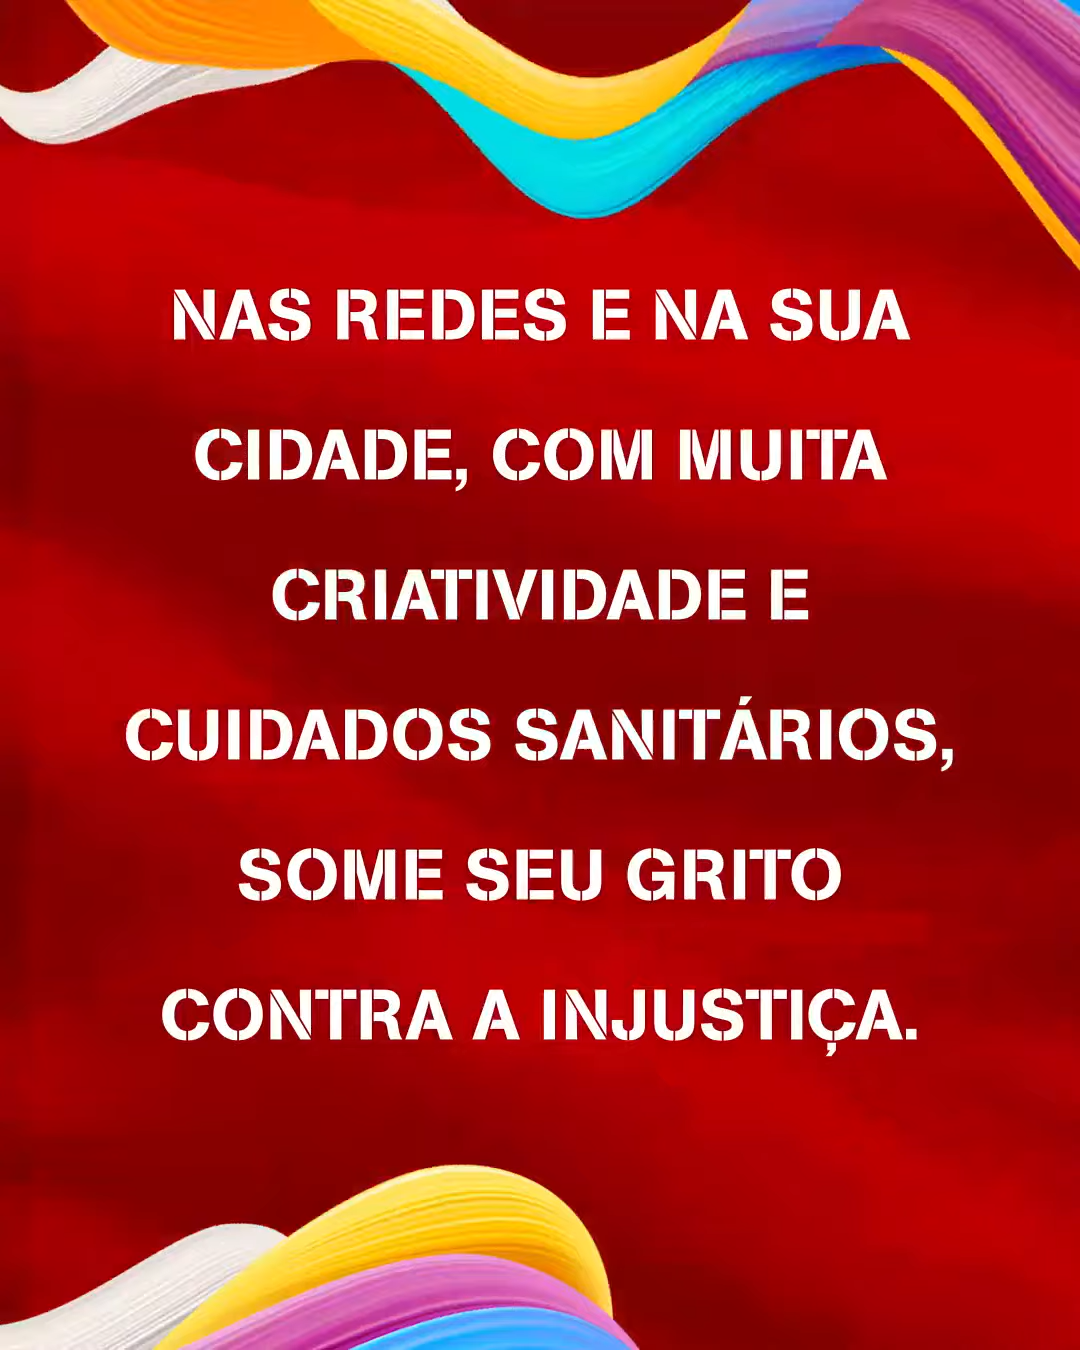 NAS REDES E NA SUA
CIDADE, COM MUITA
CRIATIVIDADE E
CUIDADOS SANITÁRIOS,
SOME SEU GRITO
CONTRA A INJUSTIÇA.